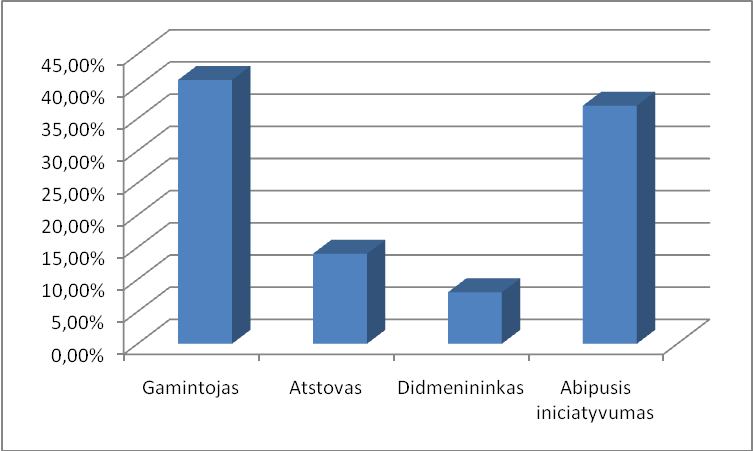 45,00%
40,00%
35,00%
30,00%
25,00%
20,00%
15,00%
10,00%
5,00%
0,00%
Gamintojas
Atstovas
Didmenininkas
Abipusis
iniciatyvumas